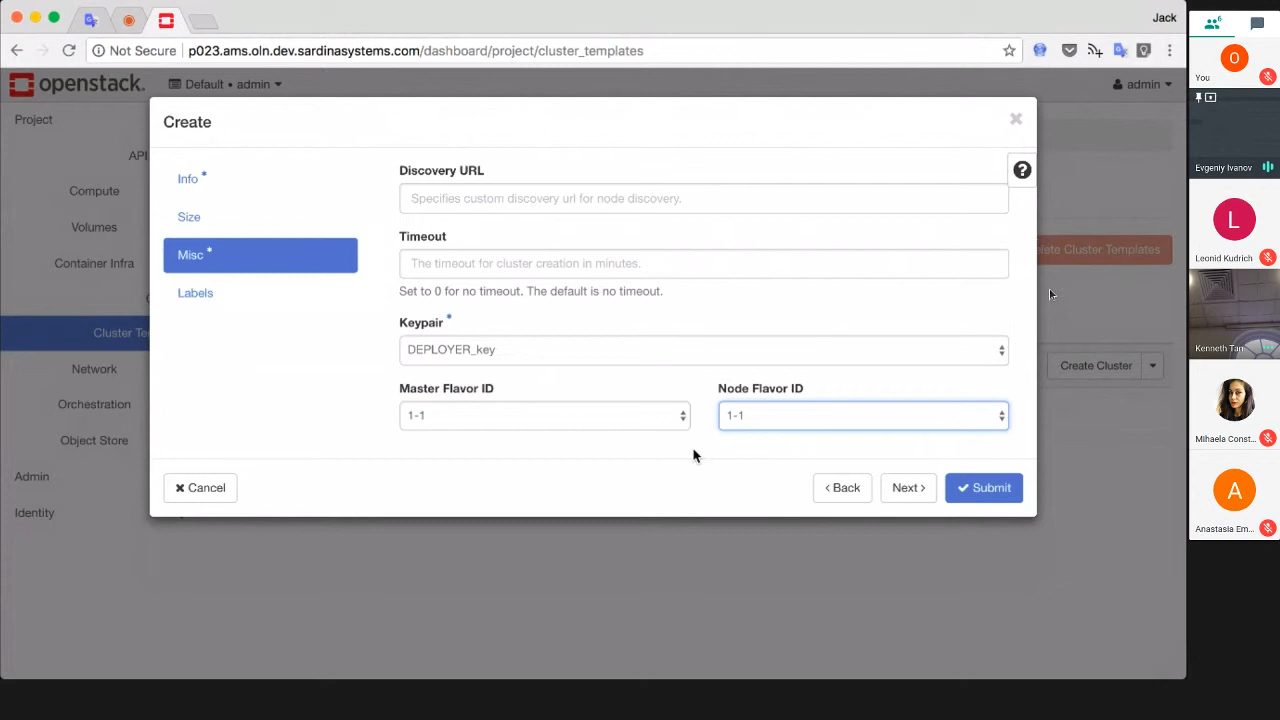 Jack
Not Secure p023.ams.oln.dev.sardinasystems.com/dashboard/project/cluster_templates
openstack. Default • admin admin
Project
API
Compute
Volumes
Container Infra
Cluster Te
Network
Orchestration
Object Store
Admin
Identity
Create
Info *
Size
Misc *
Labels
Discovery URL
Specifies custom discovery url for node discovery.
Timeout
The timeout for cluster creation in minutes.
Set to 0 for no timeout. The default is no timeout.
Keypair *
DEPLOYER_key
Master Flavor ID Node Flavor ID
1-1 1-1
Cancel Back Next Submit
elete Cluster Templates
Create Cluster
6
O
You
Evgeniy Ivanov
L
Leonid Kudrich
Kenneth Tan
Mihaela Const...
A
Anastasia Em...